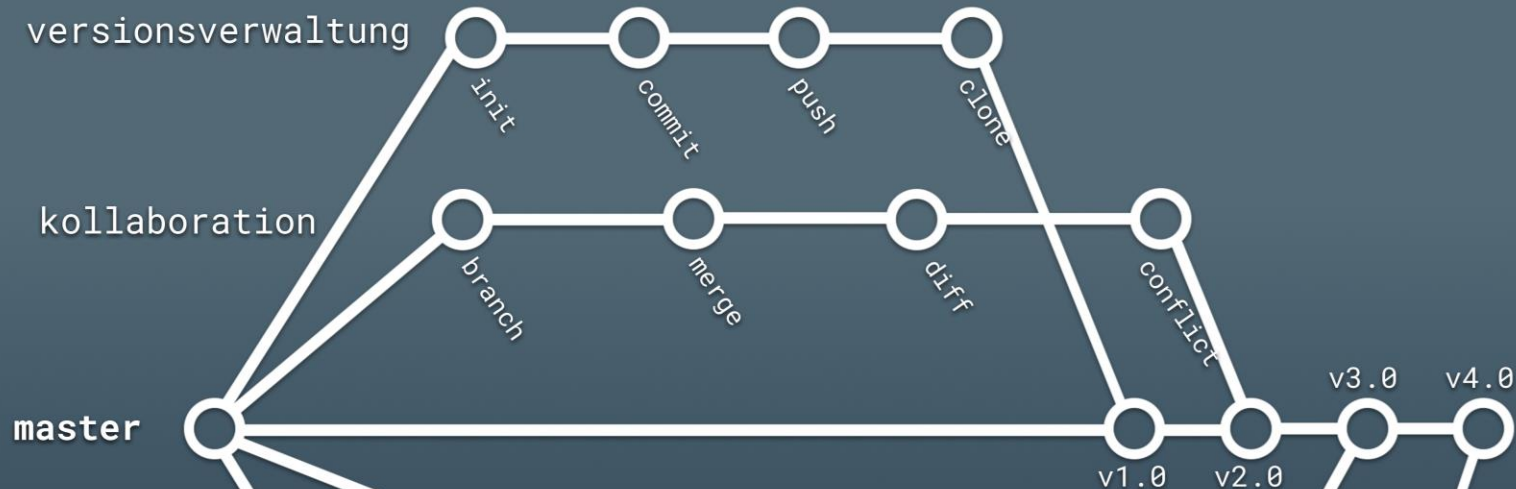 versionsverwaltung
init
commit
push
clone
kollaboration
branch
merge
diff
conflict
v3.0
v4.0
master
v1.0
v2.0